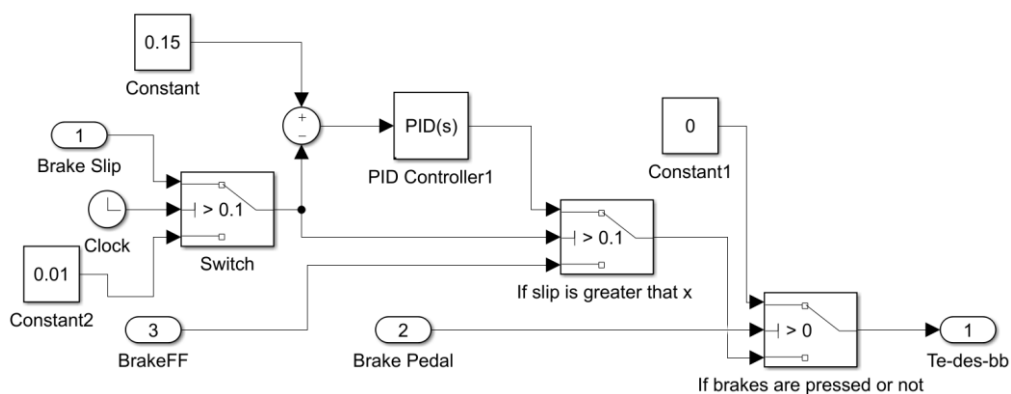 0.15
Constant
+
−
PID(s)
PID Controller1
1
Brake Slip
Clock
> 0.1
Switch
0.01
Constant2
0
Constant1
> 0.1
If slip is greater that x
3
BrakeFF
2
Brake Pedal
> 0
If brakes are pressed or not
1
Te-des-bb